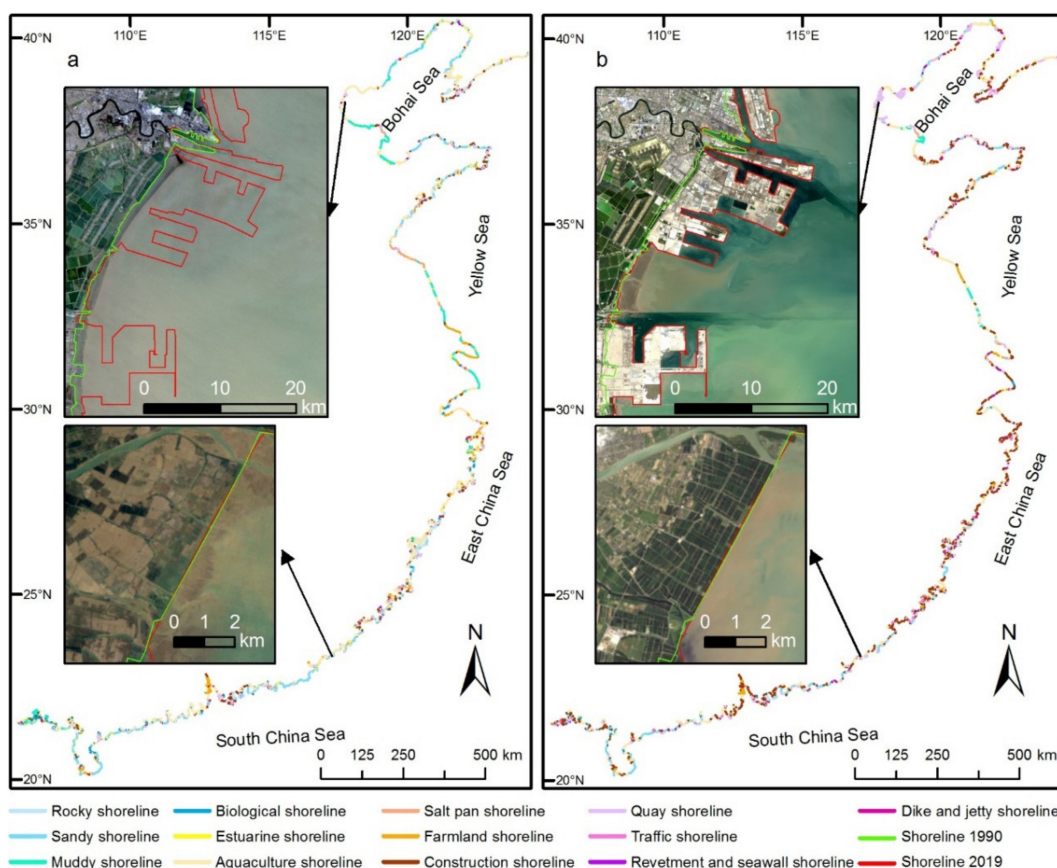 110°E
120°E
110°E
120°E
40°N
a
40°N
b
Bohai Sea
Bohai Sea
35°N
35°N
Yellow Sea
Yellow Sea
0 10 20
km
0 10 20
km
30°N
30°N
East China Sea
East China Sea
25°N
25°N
0 1 2
km
0 1 2
km
N
N
South China Sea
South China Sea
0 125 250 500 km
0 125 250 500 km
20°N
20°N
Rocky shoreline
Biological shoreline
Salt pan shoreline
Quay shoreline
Dike and jetty shoreline
Sandy shoreline
Estuarine shoreline
Farmland shoreline
Traffic shoreline
Shoreline 1990
Muddy shoreline
Aquaculture shoreline
Construction shoreline
Revetment and seawall shoreline
Shoreline 2019